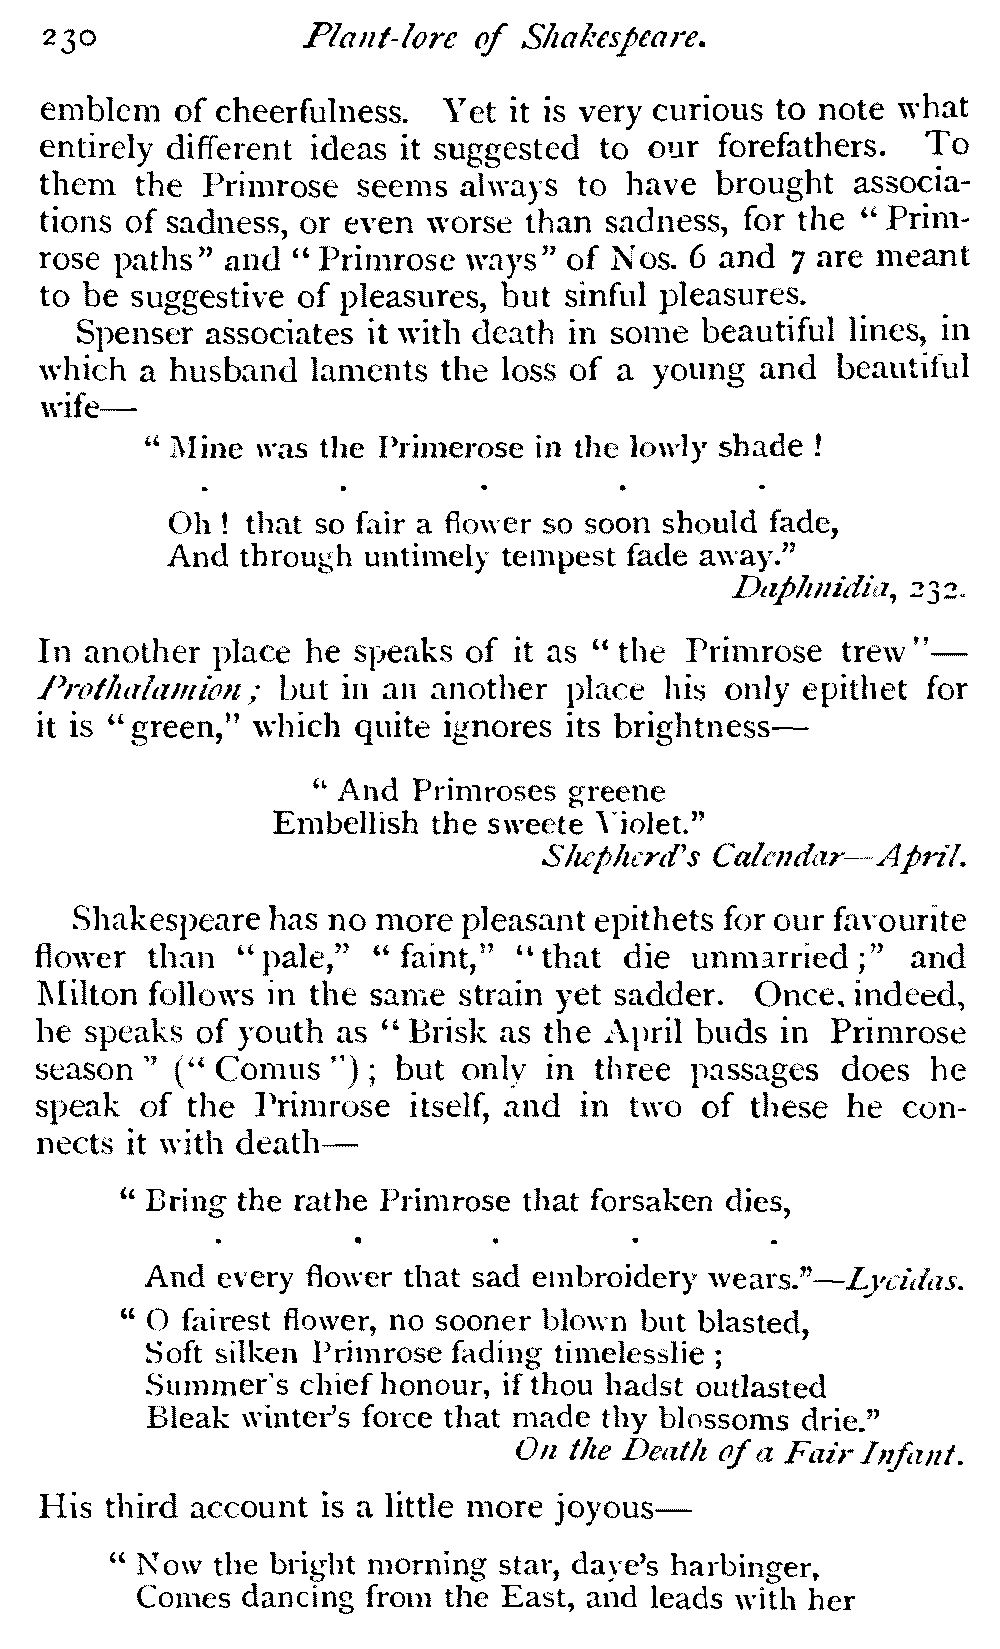 230 Plant-lore of Shakespeare.
emblem of cheerfulness. Yet it is very curious to note what
entirely different ideas it suggested to our forefathers. To
them the Primrose seems always to have brought associa-
tions of sadness, or even worse than sadness, for the “Prim-
rose paths” and “Primrose ways” of Nos. 6 and 7 are meant
to be suggestive of pleasures, but sinful pleasures.
Spenser associates it with death in some beautiful lines, in
which a husband laments the loss of a young and beautiful
wife—
“Mine was the Primerose in the lowly shade!
. . . . .
Oh! that so fair a flower so soon should fade,
And through untimely tempest fade away.”
Daphnidia, 232.
In another place he speaks of it as “the Primrose trew”—
Prothalamion; but in an another place his only epithet for
it is “green,” which quite ignores its brightness—
“And Primroses greene
Embellish the sweete Violet.”
Shepherd's Calendar—April.
Shakespeare has no more pleasant epithets for our favourite
flower than “pale,” “faint,” “that die unmarried;” and
Milton follows in the same strain yet sadder. Once, indeed,
he speaks of youth as “Brisk as the April buds in Primrose
season” (“Comus”); but only in three passages does he
speak of the Primrose itself, and in two of these he con-
nects it with death—
“Bring the rathe Primrose that forsaken dies,
. . . . .
And every flower that sad embroidery wears.”—Lycidas.
“O fairest flower, no sooner blown but blasted,
Soft silken Primrose fading timelesslie;
Summer's chief honour, if thou hadst outlasted
Bleak winter's force that made thy blossoms drie.”
On the Death of a Fair Infant.
His third account is a little more joyous—
“Now the bright morning star, daye's harbinger,
Comes dancing from the East, and leads with her